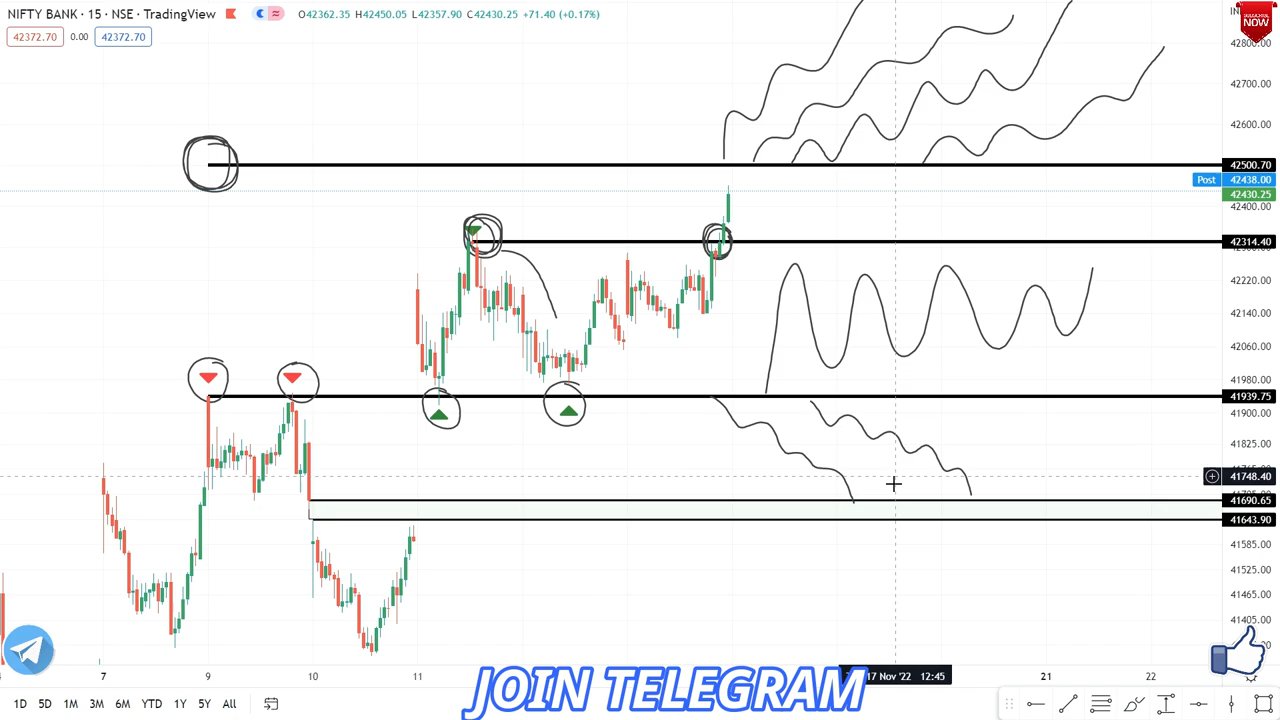 NIFTY BANK · 15 · NSE · TradingView
O42362.35 H42450.05 L42357.90 C42430.25 +71.40 (+0.17%)
42372.70 0.00 42372.70
NOW
42800.00
42700.00
42600.00
42500.70
Post 42438.00
42430.25
42400.00
42314.40
42220.00
42140.00
42060.00
41980.00
41939.75
41900.00
41825.00
41748.40
41690.65
41643.90
41585.00
41525.00
41465.00
41405.00
7 9 10 11 17 Nov '22 12:45 21 22
JOIN TELEGRAM
1D 5D 1M 3M 6M YTD 1Y 5Y All